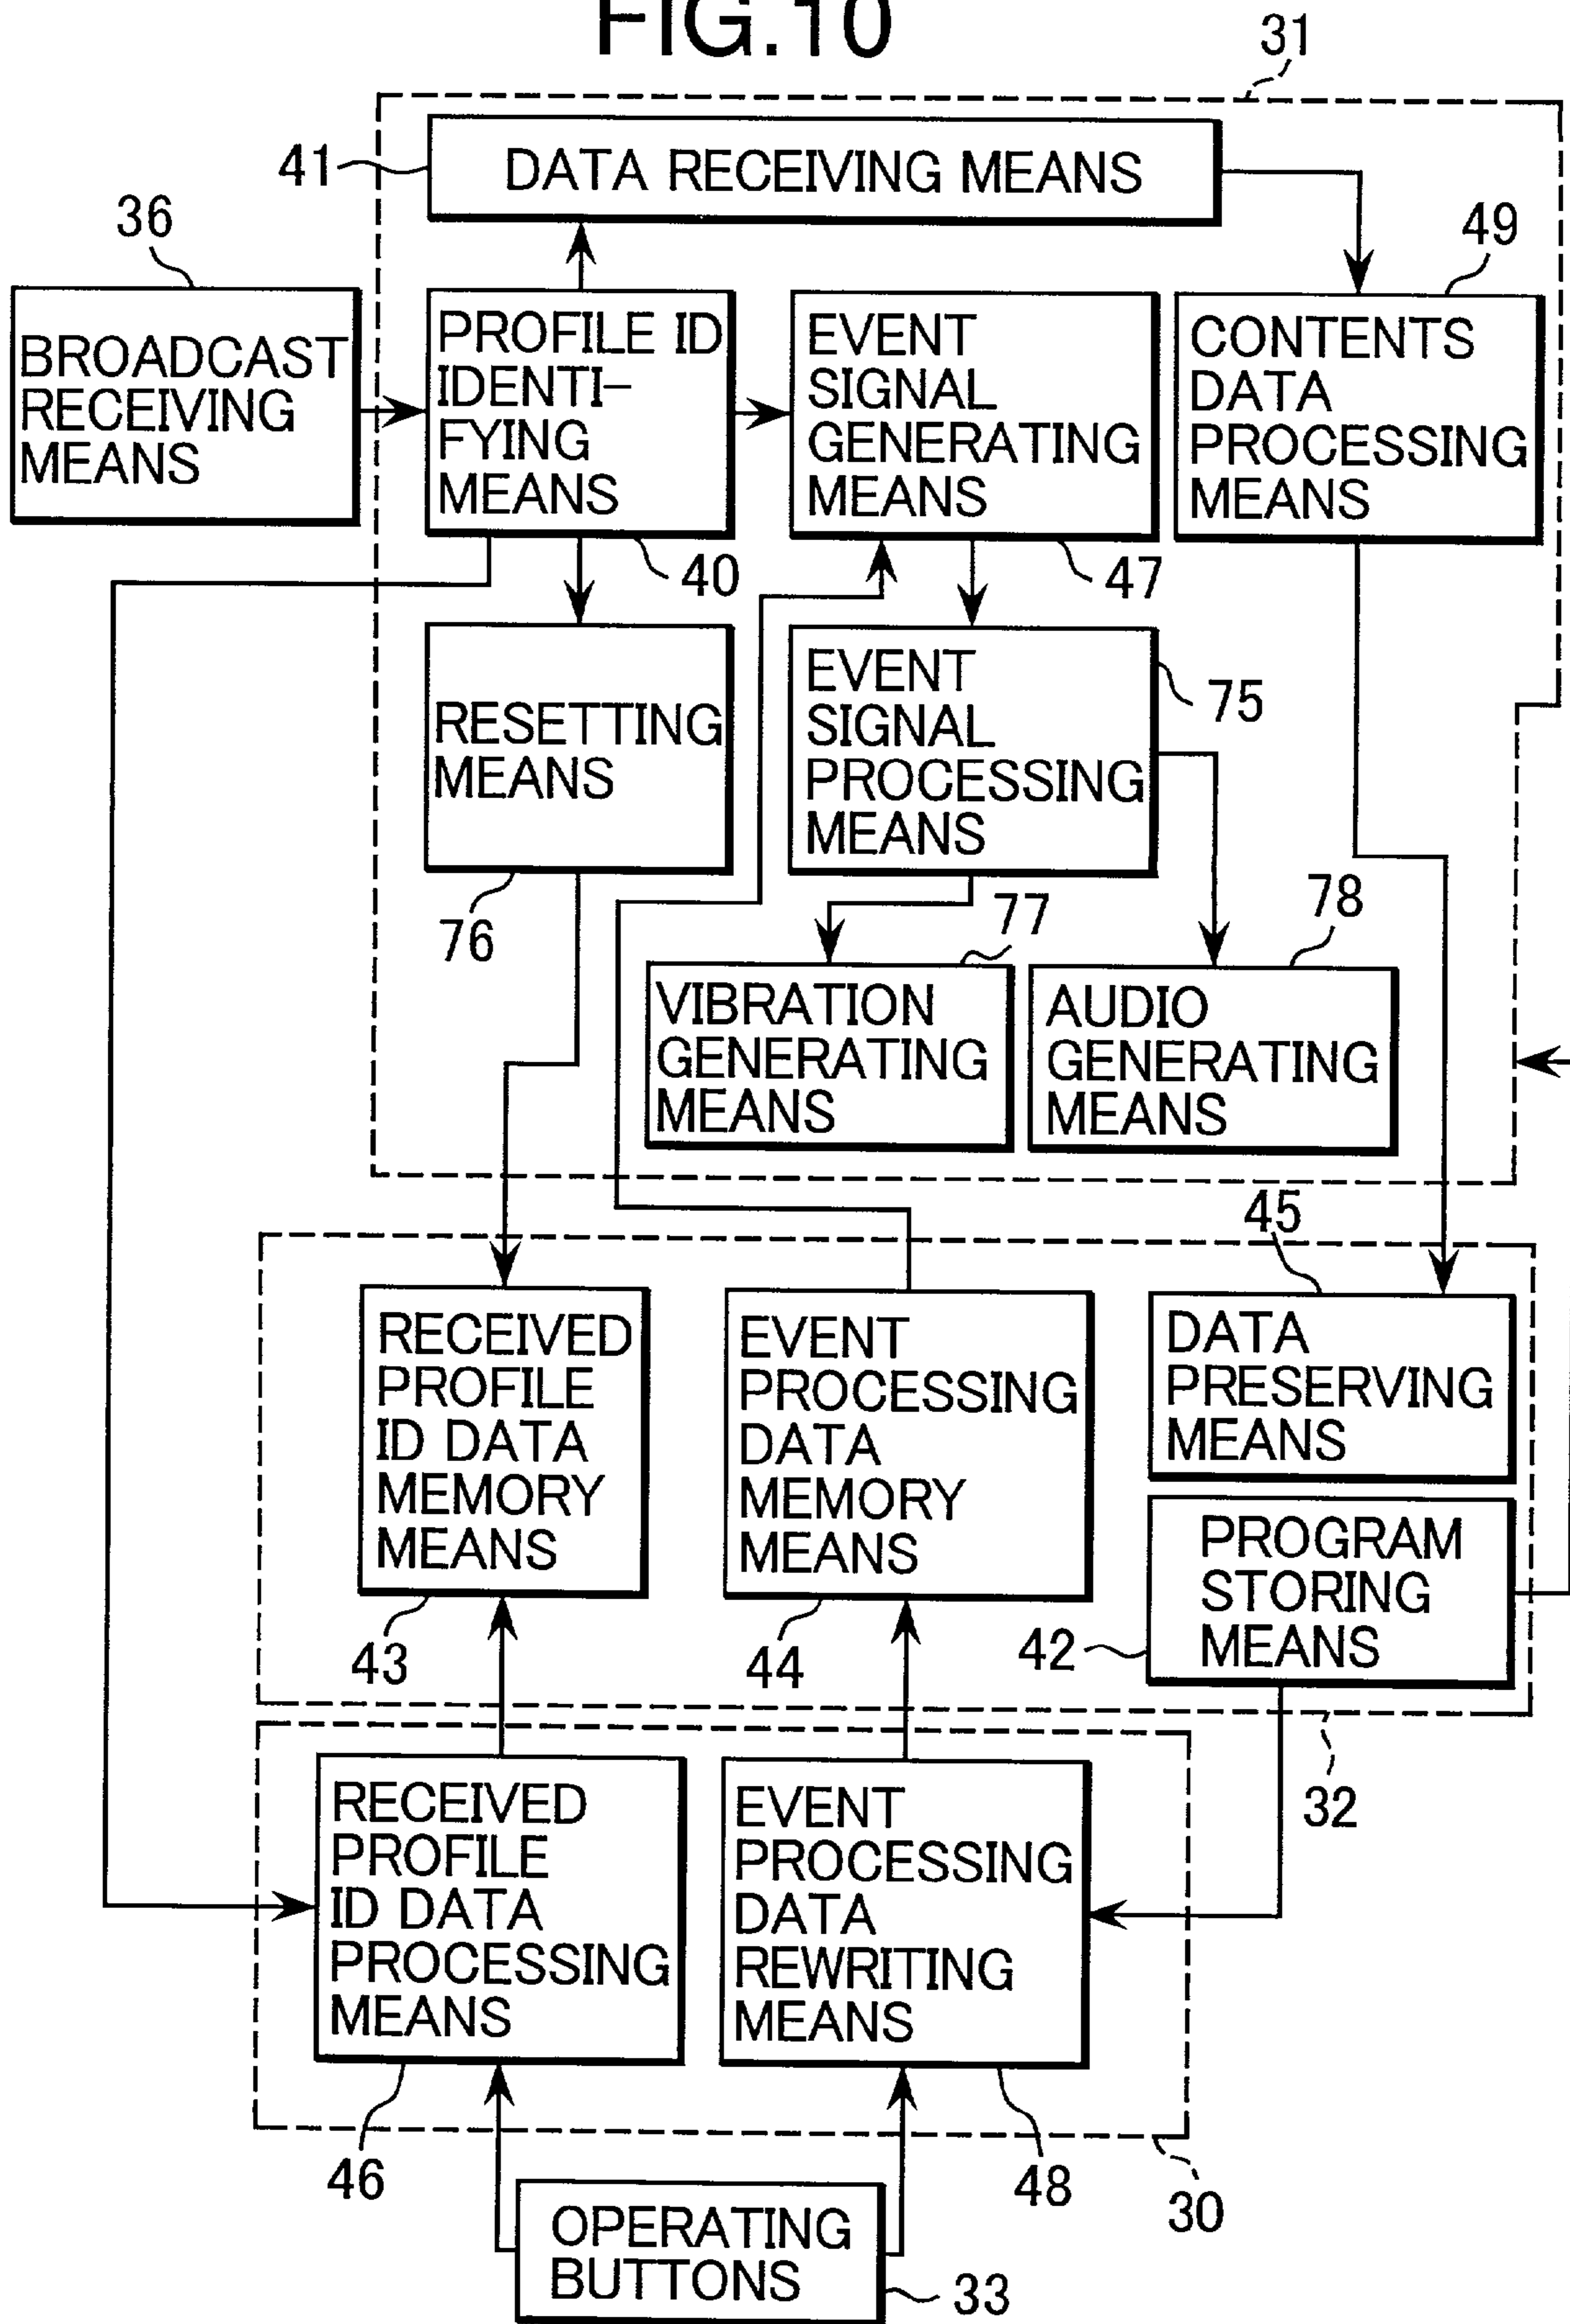 FIG.10
31
41
DATA RECEIVING MEANS
36
49
BROADCAST
RECEIVING
MEANS
PROFILE ID
IDENTI-
FYING
MEANS
EVENT
SIGNAL
GENERATING
MEANS
CONTENTS
DATA
PROCESSING
MEANS
40
47
RESETTING
MEANS
EVENT
SIGNAL
PROCESSING
MEANS
75
76
77
78
VIBRATION
GENERATING
MEANS
AUDIO
GENERATING
MEANS
45
RECEIVED
PROFILE
ID DATA
MEMORY
MEANS
EVENT
PROCESSING
DATA
MEMORY
MEANS
DATA
PRESERVING
MEANS
PROGRAM
STORING
MEANS
43
44
42
32
RECEIVED
PROFILE
ID DATA
PROCESSING
MEANS
EVENT
PROCESSING
DATA
REWRITING
MEANS
46
48
30
OPERATING
BUTTONS
33